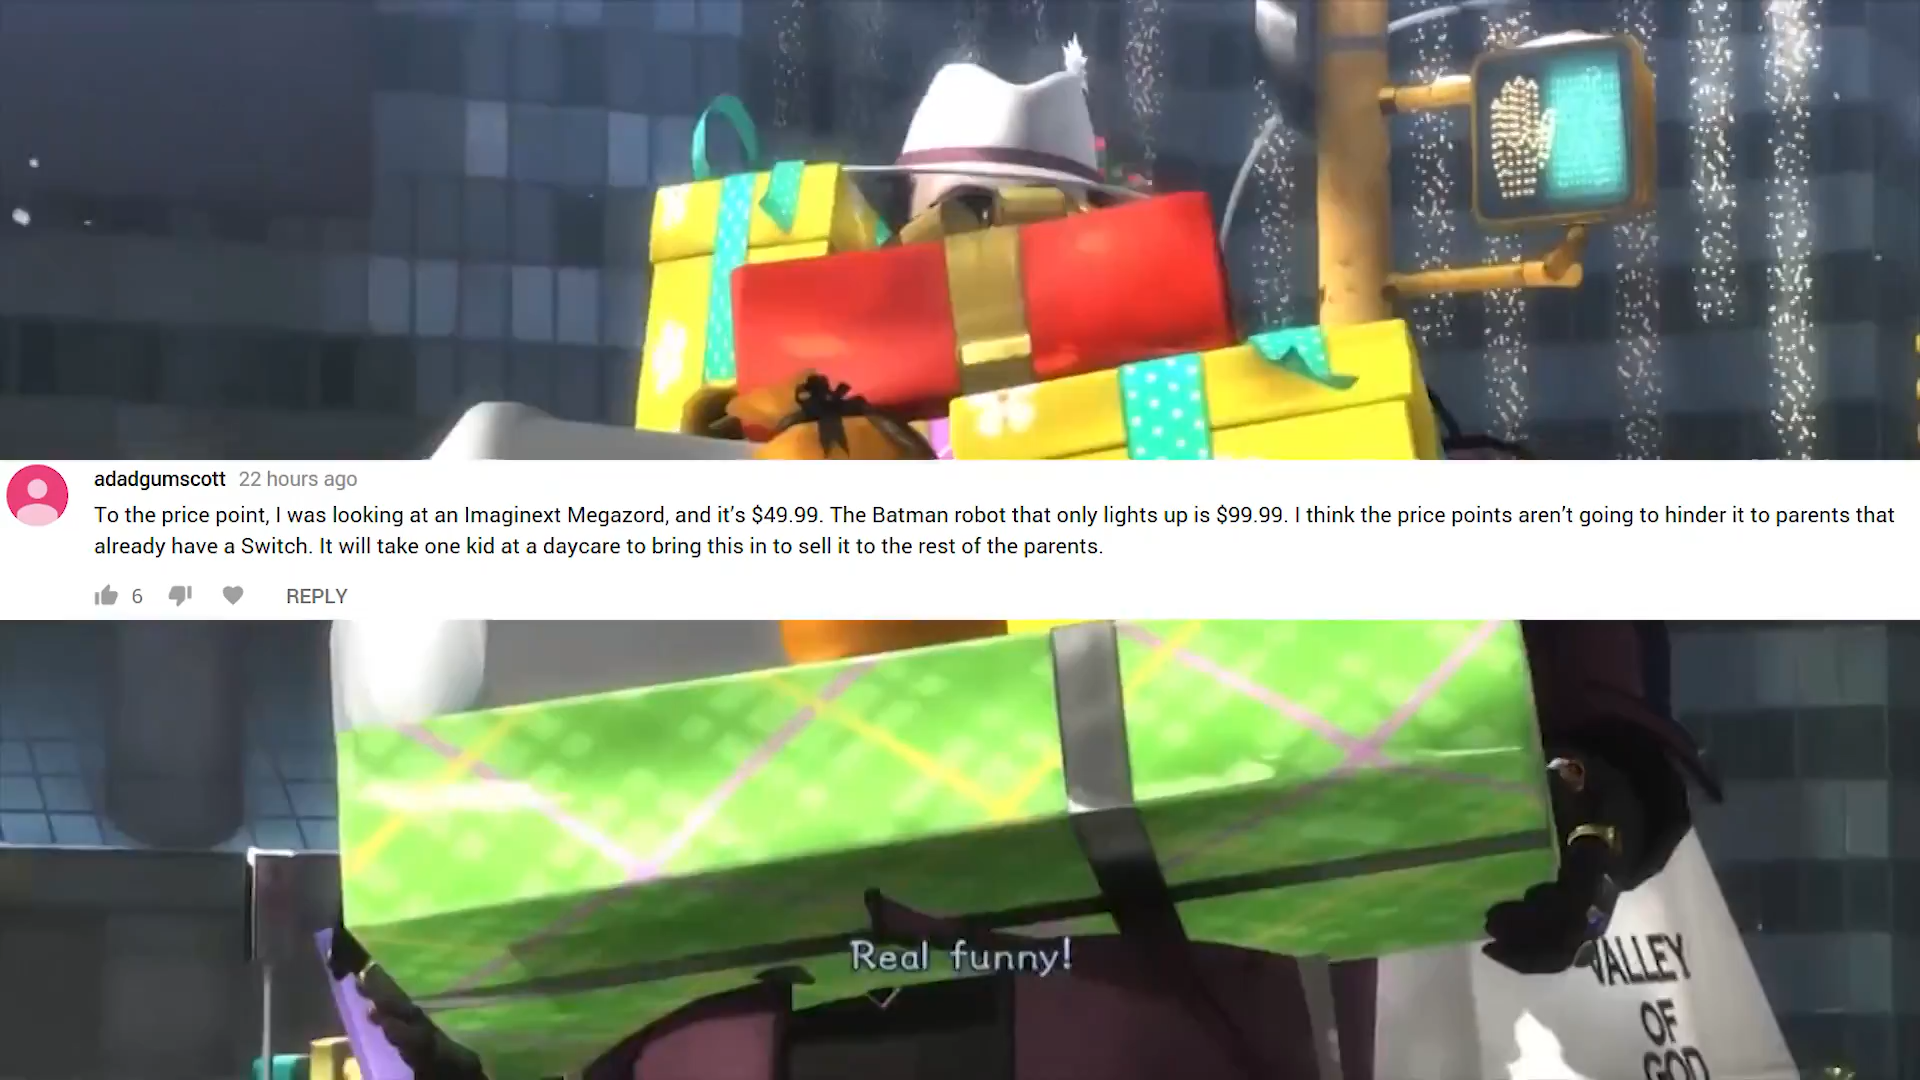 adadgumscott 22 hours ago
To the price point, I was looking at an Imaginext Megazord, and it’s $49.99. The Batman robot that only lights up is $99.99. I think the price points aren’t going to hinder it to parents that
already have a Switch. It will take one kid at a daycare to bring this in to sell it to the rest of the parents.
6 REPLY
Real funny!
VALLEY
OF
GOD